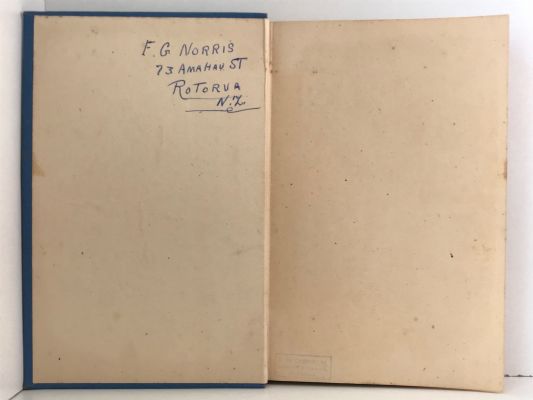 F. G NORRIS
73 AMAHAU ST
ROTORUA
N.Z.